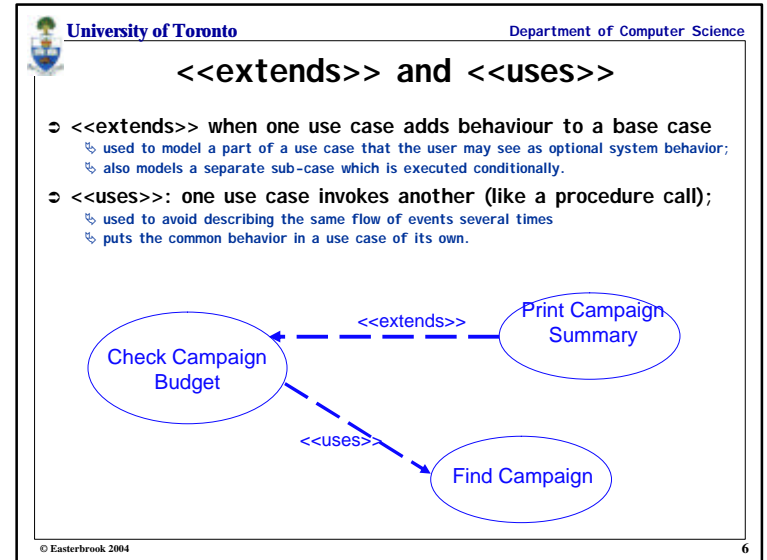 University of Toronto
Department of Computer Science
<<extends>> and <<uses>>
➲ <<extends>> when one use case adds behaviour to a base case
↳ used to model a part of a use case that the user may see as optional system behavior;
↳ also models a separate sub-case which is executed conditionally.
➲ <<uses>>: one use case invokes another (like a procedure call);
↳ used to avoid describing the same flow of events several times
↳ puts the common behavior in a use case of its own.
<<extends>>
Print Campaign
Summary
Check Campaign
Budget
<<uses>>
Find Campaign
© Easterbrook 2004
6